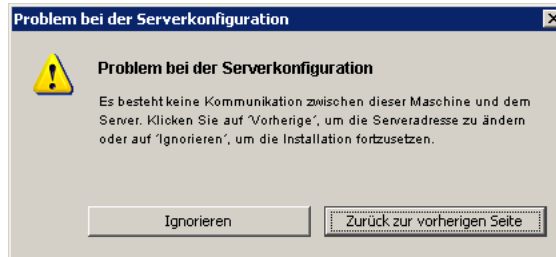 Problem bei der Serverkonfiguration
Problem bei der Serverkonfiguration
Es besteht keine Kommunikation zwischen dieser Maschine und dem
Server. Klicken Sie auf ´Vorherige´, um die Serveradresse zu ändern
oder auf ´Ignorieren´, um die Installation fortzusetzen.
Ignorieren
Zurück zur vorherigen Seite